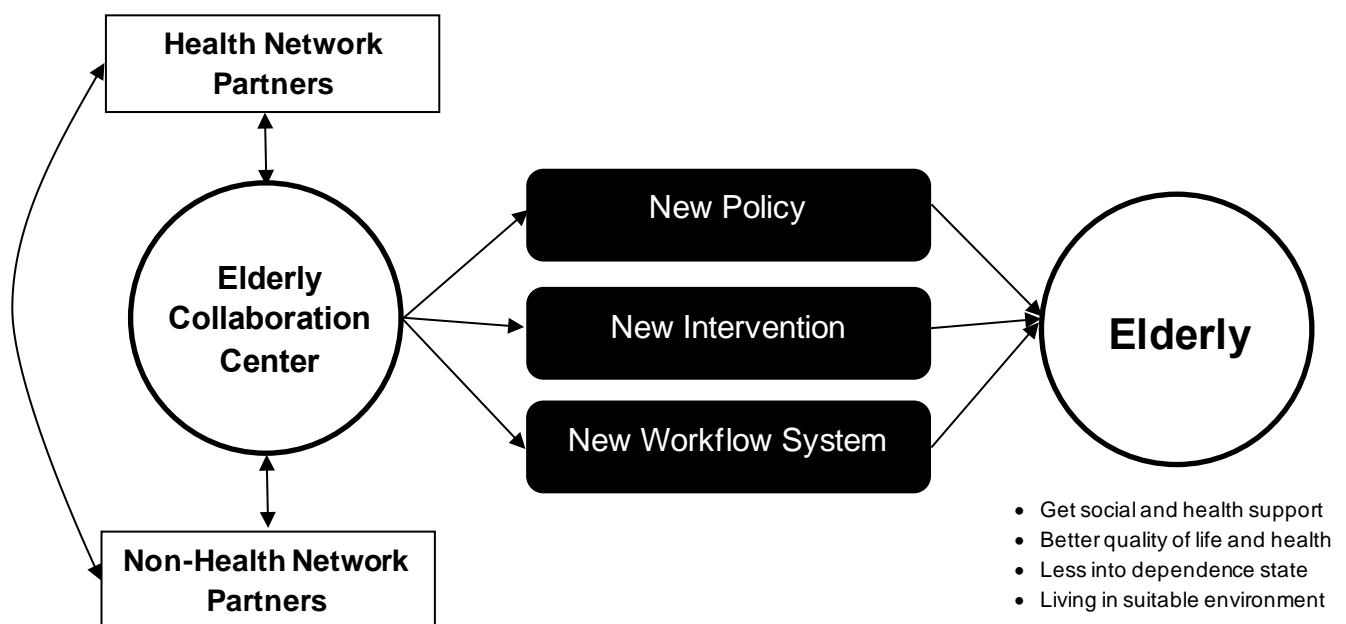 Health Network
Partners
Elderly
Collaboration
Center
Non-Health Network
Partners
New Policy
New Intervention
New Workflow System
Elderly
• Get social and health support
• Better quality of life and health
• Less into dependence state
• Living in suitable environment